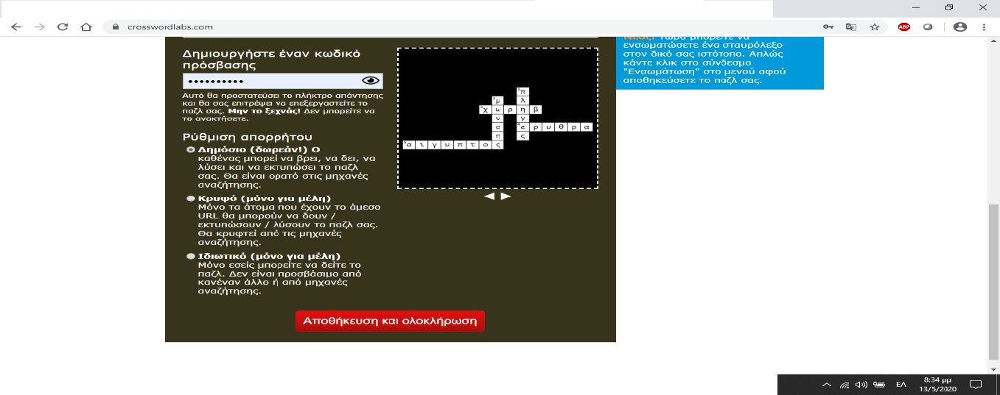 crosswordlabs.com
ABP
Δημιουργήστε έναν κωδικό
πρόσβασης
••••••••••
Αυτό θα προστατεύσει το πλήκτρο απάντησης
και θα σας επιτρέψει να επεξεργαστείτε το
παζλ σας. Μην το ξεχνάς! Δεν μπορείτε να
το ανακτήσετε.
Ρύθμιση απορρήτου
Δημόσιο (δωρεάν!) Ο
καθένας μπορεί να βρει, να δει, να
λύσει και να εκτυπώσει το παζλ
σας. Θα είναι ορατό στις μηχανές
αναζήτησης.
Κρυφό (μόνο για μέλη)
Μόνο τα άτομα που έχουν το άμεσο
URL θα μπορούν να δουν /
εκτυπώσουν / λύσουν το παζλ σας.
Θα κρυφτεί από τις μηχανές
αναζήτησης.
Ιδιωτικό (μόνο για μέλη)
Μόνο εσείς μπορείτε να δείτε το
παζλ. Δεν είναι προσβάσιμο από
κανέναν άλλο ή από μηχανές
αναζήτησης.
Αποθήκευση και ολοκλήρωση
π
μ λ
χ ω ρ η β
υ γ
σ ε ρ υ θ ρ α
η ς
α ι γ υ π τ ο ς
Νέος! Τώρα μπορείτε να
ενσωματώσετε ένα σταυρόλεξο
στον δικό σας ιστότοπο. Απλώς
κάντε κλικ στο σύνδεσμο
"Ενσωμάτωση" στο μενού αφού
αποθηκεύσετε το παζλ σας.
ΕΛ
8:34 μμ
13/5/2020